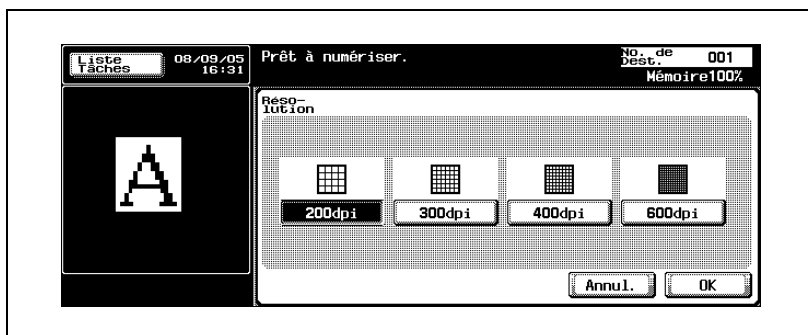 Liste
Tâches
08/09/05
16:31
Prêt à numériser.
No. de
Dest.
001
Mémoire100%
A
Réso-
lution
200dpi
300dpi
400dpi
600dpi
Annul.
OK